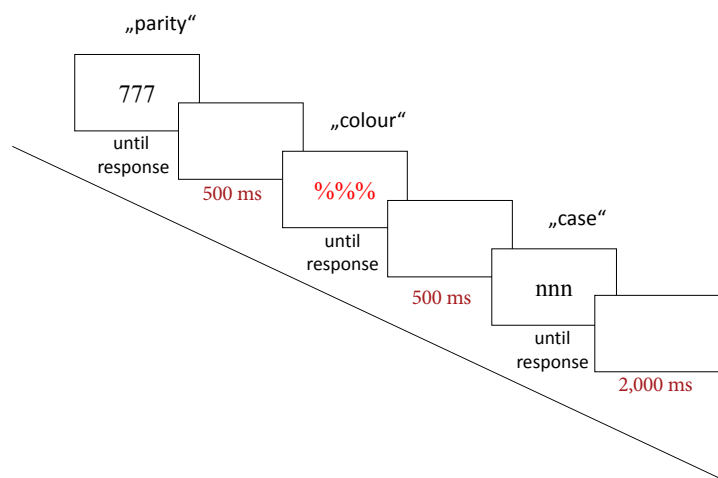 „parity“
777
until
response
500 ms
„colour“
%%%
until
response
500 ms
„case“
nnn
until
response
2,000 ms